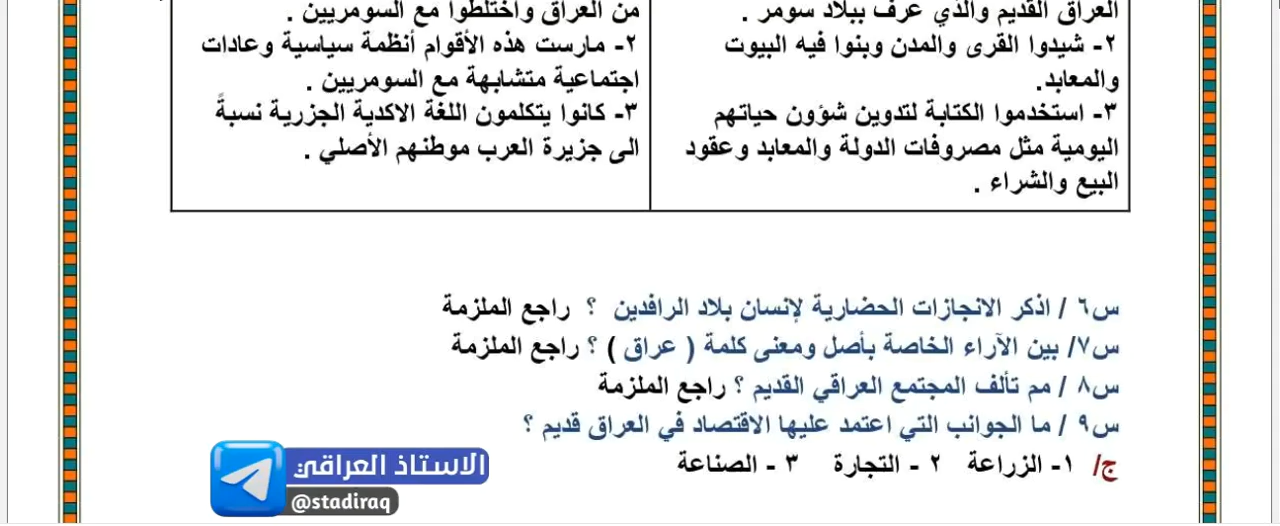 العراق القديم والذي عرف ببلاد سومر .
٢- شيدوا القرى والمدن وبنوا فيه البيوت
والمعابد.
٣- استخدموا الكتابة لتدوين شؤون حياتهم
اليومية مثل مصروفات الدولة والمعابد وعقود
البيع والشراء .
من العراق واختلطوا مع السومريين .
٢- مارست هذه الأقوام أنظمة سياسية وعادات
اجتماعية متشابهة مع السومريين .
٣- كانوا يتكلمون اللغة الاكدية الجزرية نسبةً
الى جزيرة العرب موطنهم الأصلي .
س٦ / اذكر الانجازات الحضارية لإنسان بلاد الرافدين ؟ راجع الملزمة
س٧/ بين الآراء الخاصة بأصل ومعنى كلمة ( عراق ) ؟ راجع الملزمة
س٨ / مم تألف المجتمع العراقي القديم ؟ راجع الملزمة
س٩ / ما الجوانب التي اعتمد عليها الاقتصاد في العراق قديم ؟
ج/ ١- الزراعة ٢ - التجارة ٣ - الصناعة
الاستاذ العراقي
@stadiraq